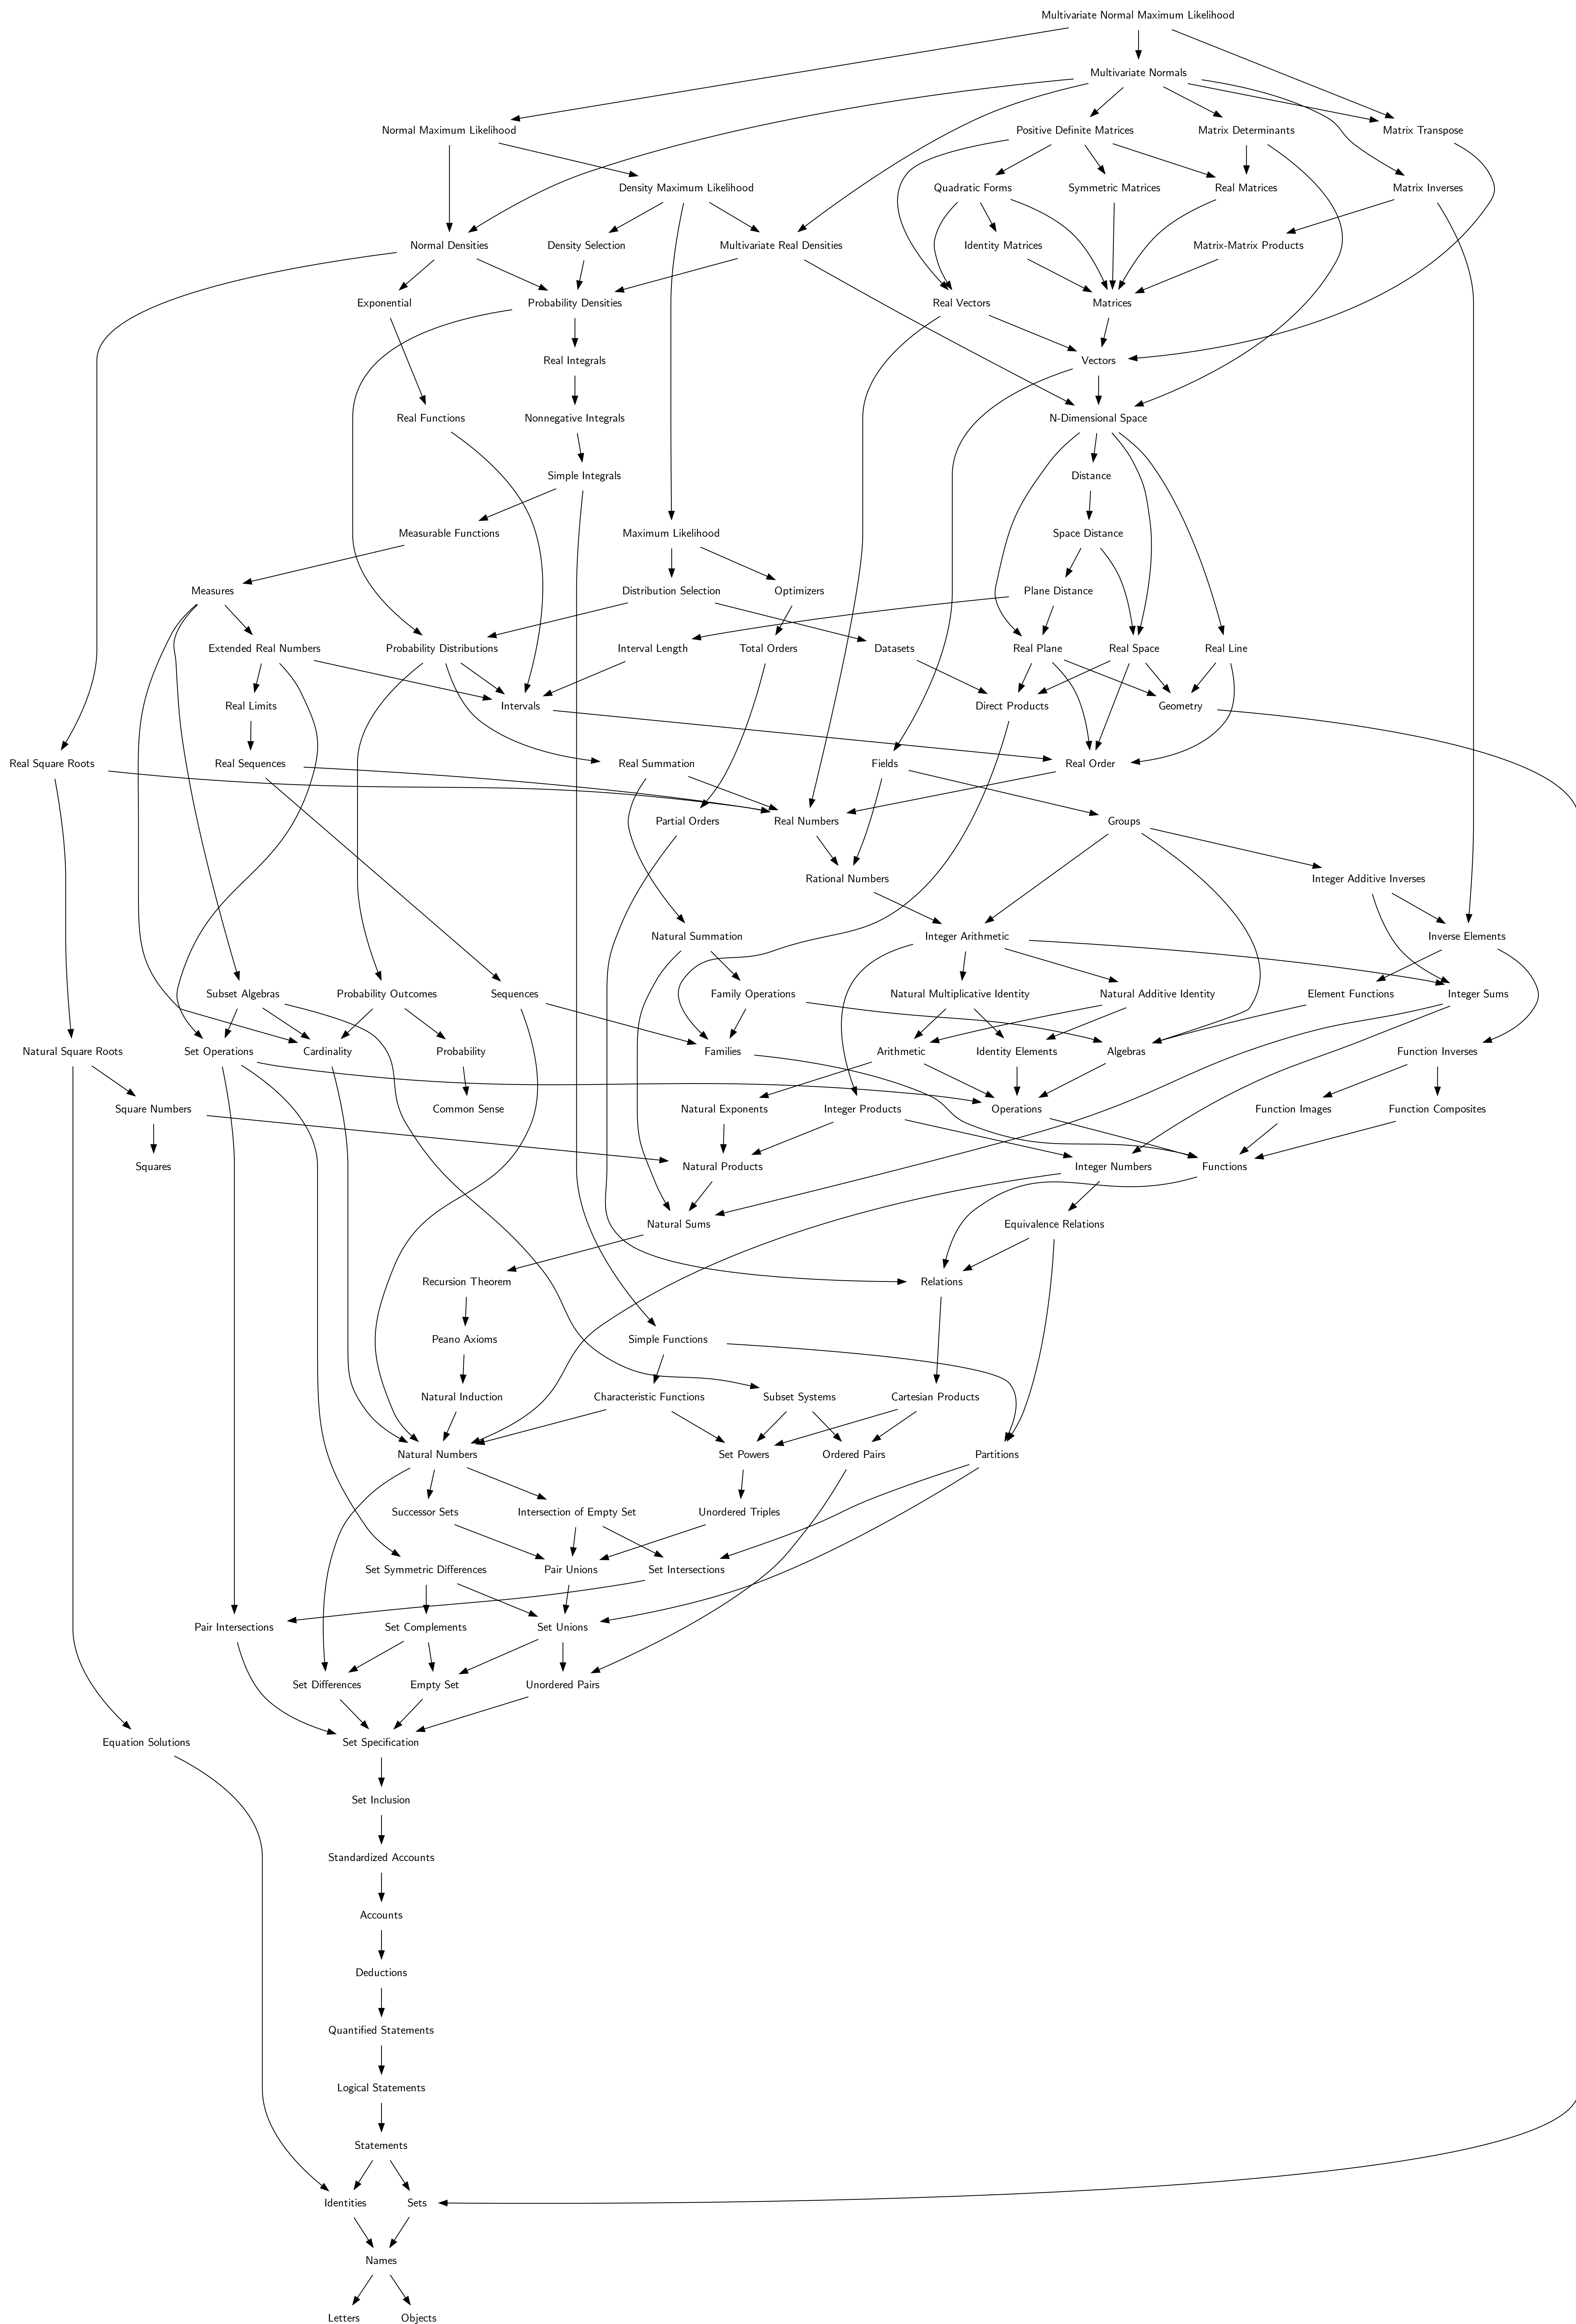 Multivariate Normal Maximum Likelihood
Multivariate Normals
Normal Maximum Likelihood
Positive Definite Matrices
Matrix Determinants
Matrix Transpose
Density Maximum Likelihood
Quadratic Forms
Symmetric Matrices
Real Matrices
Matrix Inverses
Normal Densities
Density Selection
Multivariate Real Densities
Identity Matrices
Matrix-Matrix Products
Exponential
Probability Densities
Real Vectors
Matrices
Real Integrals
Vectors
Real Functions
Nonnegative Integrals
N-Dimensional Space
Simple Integrals
Distance
Measurable Functions
Maximum Likelihood
Space Distance
Measures
Distribution Selection
Optimizers
Plane Distance
Extended Real Numbers
Probability Distributions
Interval Length
Total Orders
Datasets
Real Plane
Real Space
Real Line
Real Limits
Intervals
Direct Products
Geometry
Real Square Roots
Real Sequences
Real Summation
Fields
Real Order
Partial Orders
Real Numbers
Groups
Rational Numbers
Integer Additive Inverses
Natural Summation
Integer Arithmetic
Inverse Elements
Subset Algebras
Probability Outcomes
Sequences
Family Operations
Natural Multiplicative Identity
Natural Additive Identity
Element Functions
Integer Sums
Natural Square Roots
Set Operations
Cardinality
Probability
Families
Arithmetic
Identity Elements
Algebras
Function Inverses
Square Numbers
Common Sense
Natural Exponents
Integer Products
Operations
Function Images
Function Composites
Squares
Natural Products
Integer Numbers
Functions
Natural Sums
Equivalence Relations
Recursion Theorem
Relations
Peano Axioms
Simple Functions
Natural Induction
Characteristic Functions
Subset Systems
Cartesian Products
Natural Numbers
Set Powers
Ordered Pairs
Partitions
Successor Sets
Intersection of Empty Set
Unordered Triples
Set Symmetric Differences
Pair Unions
Set Intersections
Pair Intersections
Set Complements
Set Unions
Set Differences
Empty Set
Unordered Pairs
Equation Solutions
Set Specification
Set Inclusion
Standardized Accounts
Accounts
Deductions
Quantified Statements
Logical Statements
Statements
Identities
Sets
Names
Letters
Objects